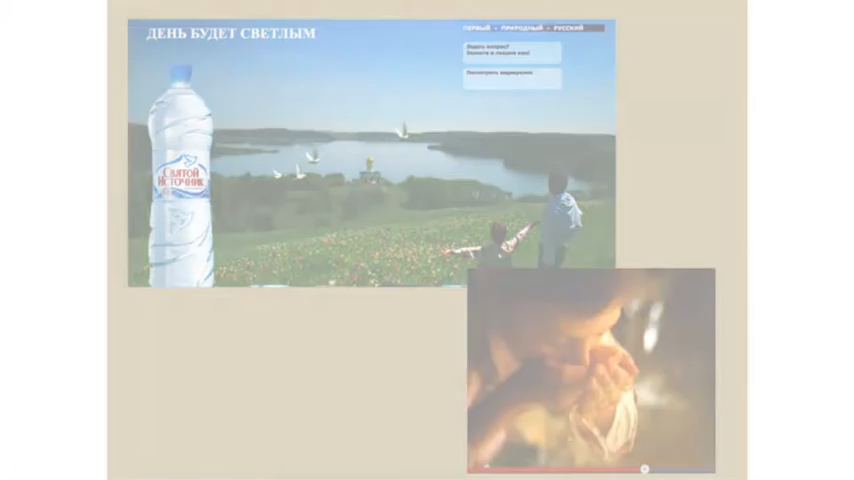 ДЕНЬ БУДЕТ СВЕТЛЫМ
ПЕРВЫЙ • ПРИРОДНЫЙ • РУССКИЙ
Задать вопрос?
Посмотреть видеоролик
СВЯТОЙ
ИСТОЧНИК